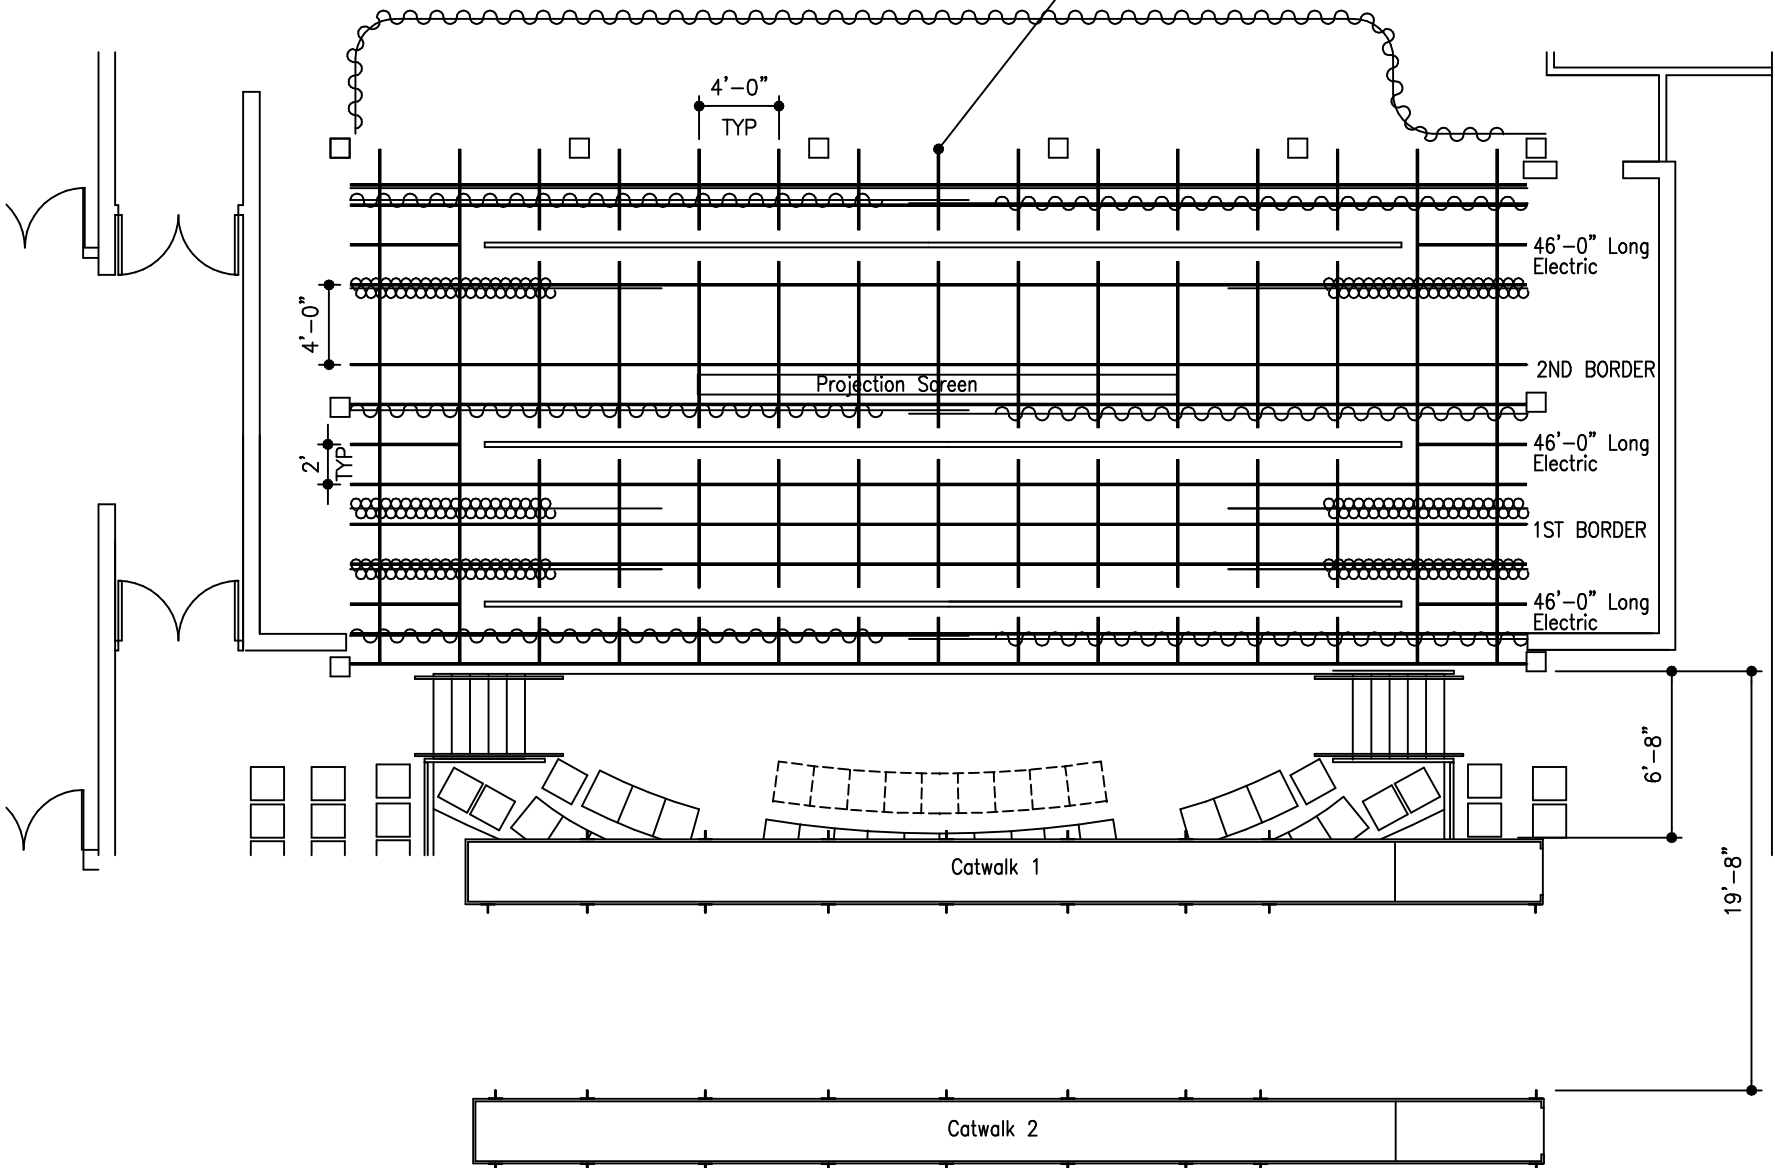 4'-0"
TYP
46'-0" Long
Electric
4'-0"
2ND BORDER
Projection Screen
46'-0" Long
Electric
2'
TYP
1ST BORDER
46'-0" Long
Electric
6'-8"
19'-8"
Catwalk 1
Catwalk 2